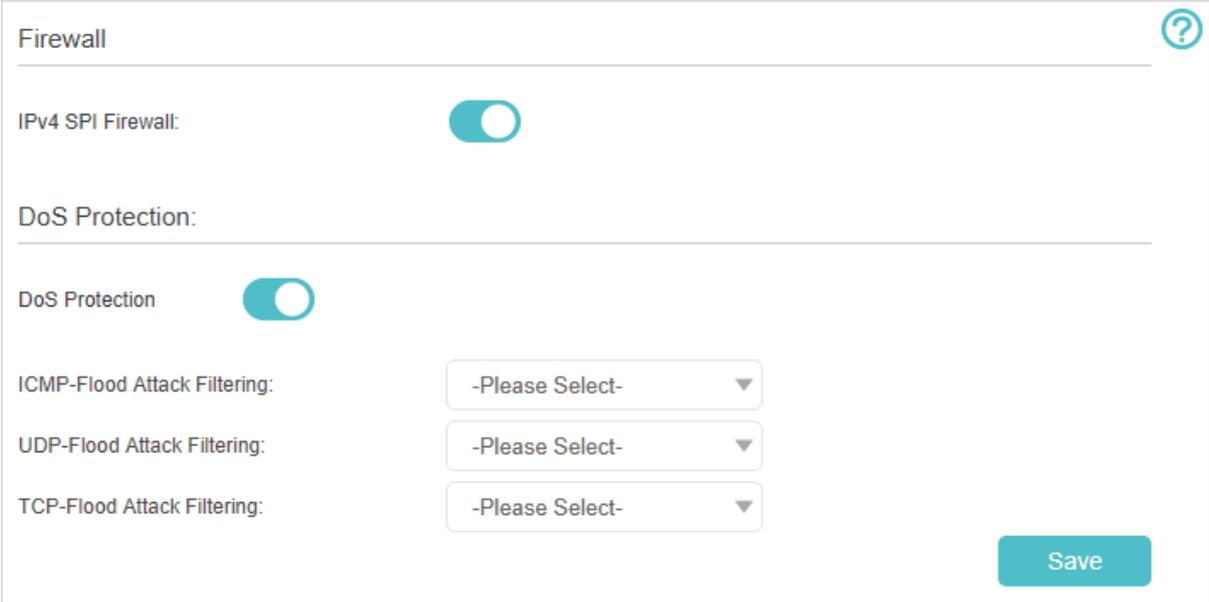 Firewall
?
IPv4 SPI Firewall:
DoS Protection:
DoS Protection
ICMP-Flood Attack Filtering: -Please Select-
UDP-Flood Attack Filtering: -Please Select-
TCP-Flood Attack Filtering: -Please Select-
Save